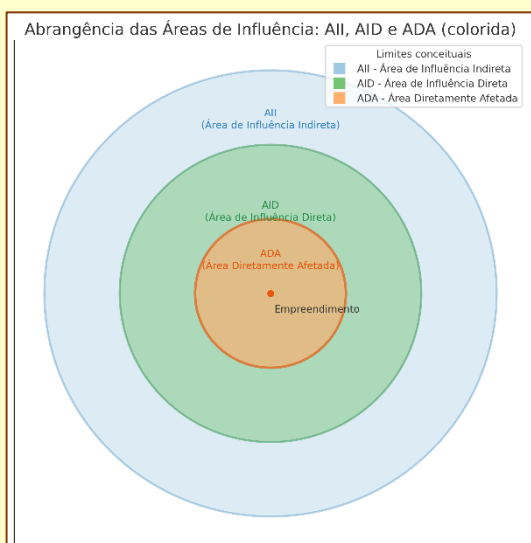 Abrangência das Áreas de Influência: AII, AID e ADA (colorida)
Limites conceituais
AII - Área de Influência Indireta
AID - Área de Influência Direta
ADA - Área Diretamente Afetada
AII
(Área de Influência Indireta)
AID
(Área de Influência Direta)
ADA
(Área Diretamente Afetada)
Empreendimento